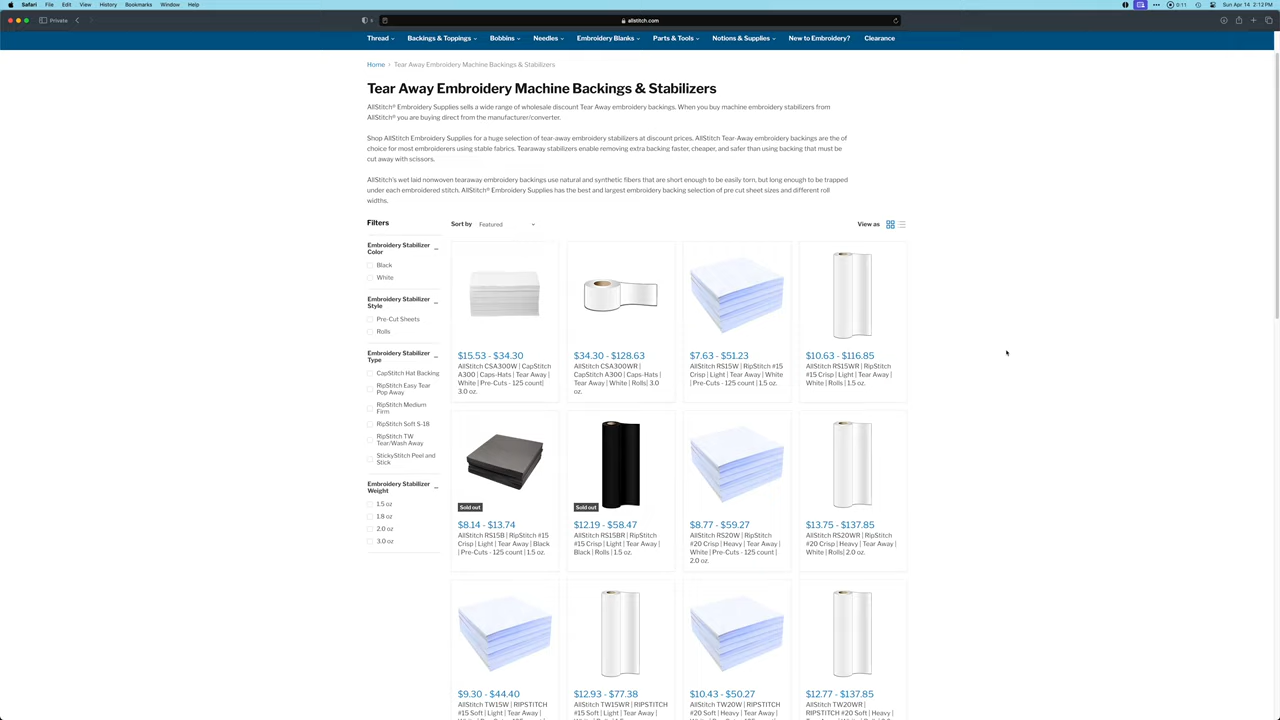 Safari File Edit View History Bookmarks Window Help
0:11 Sun Apr 14 2:13 PM
Private
allstitch.com
Thread Backings & Toppings Bobbins Needles Embroidery Blanks Parts & Tools Notions & Supplies New to Embroidery? Clearance
Home › Tear Away Embroidery Machine Backings & Stabilizers
Tear Away Embroidery Machine Backings & Stabilizers
AllStitch® Embroidery Supplies sells a wide range of wholesale discount Tear Away embroidery backings. When you buy machine embroidery stabilizers from
AllStitch® you are buying direct from the manufacturer/converter.
Shop AllStitch Embroidery Supplies for a huge selection of tear-away embroidery stabilizers at discount prices. AllStitch Tear-Away embroidery backings are the of
choice for most embroiderers using stable fabrics. Tearaway stabilizers enable removing extra backing faster, cheaper, and safer than using backing that must be
cut away with scissors.
AllStitch's wet laid nonwoven tearaway embroidery backings use natural and synthetic fibers that are short enough to be easily torn, but long enough to be trapped
under each embroidered stitch. AllStitch® Embroidery Supplies has the best and largest embroidery backing selection of pre cut sheet sizes and different roll
widths.
Filters
Embroidery Stabilizer
Color
Black
White
Embroidery Stabilizer
Style
Pre-Cut Sheets
Rolls
Embroidery Stabilizer
Type
CapStitch Hat Backing
RipStitch Easy Tear
Pop Away
RipStitch Medium
Firm
RipStitch Soft S-18
RipStitch TW
Tear/Wash Away
StickyStitch Peel and
Stick
Embroidery Stabilizer
Weight
1.5 oz
1.8 oz
2.0 oz
3.0 oz
Sort by Featured
View as
$15.53 - $34.30
AllStitch CSA300W | CapStitch
A300 | Caps-Hats | Tear Away |
White | Pre-Cuts - 125 count|
3.0 oz.
$34.30 - $128.63
AllStitch CSA300WR |
CapStitch A300 | Caps-Hats |
Tear Away | White | Rolls| 3.0
oz.
$7.63 - $51.23
AllStitch RS15W | RipStitch #15
Crisp | Light | Tear Away | White
| Pre-Cuts - 125 count | 1.5 oz.
$10.63 - $116.85
AllStitch RS15WR | RipStitch
#15 Crisp | Light | Tear Away |
White | Rolls | 1.5 oz.
Sold out
$8.14 - $13.74
AllStitch RS15B | RipStitch #15
Crisp | Light | Tear Away | Black
| Pre-Cuts - 125 count | 1.5 oz.
Sold out
$12.19 - $58.47
AllStitch RS15BR | RipStitch
#15 Crisp | Light | Tear Away |
Black | Rolls | 1.5 oz.
$8.77 - $59.27
AllStitch RS20W | RipStitch
#20 Crisp | Heavy | Tear Away |
White | Pre-Cuts - 125 count |
2.0 oz.
$13.75 - $137.85
AllStitch RS20WR | RipStitch
#20 Crisp | Heavy | Tear Away |
White | Rolls| 2.0 oz.
$9.30 - $44.40
AllStitch TW15W | RIPSTITCH
#15 Soft | Light | Tear Away |
$12.93 - $77.38
AllStitch TW15WR | RIPSTITCH
#15 Soft | Light | Tear Away |
$10.43 - $50.27
AllStitch TW20W | RIPSTITCH
#20 Soft | Heavy | Tear Away |
$12.77 - $137.85
AllStitch TW20WR |
RIPSTITCH #20 Soft | Heavy |